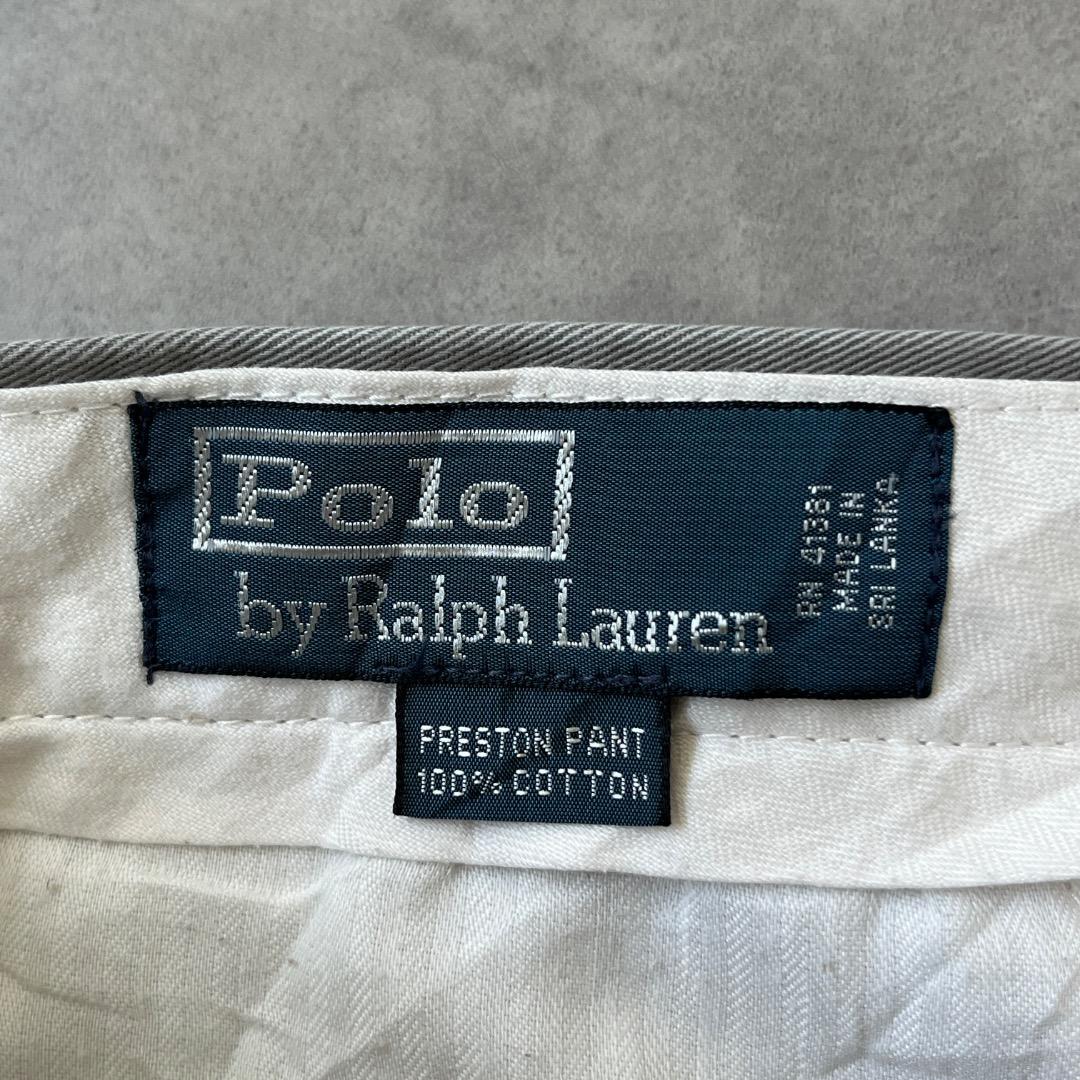 Polo
by Ralph Lauren
RN 41381
MADE IN
SRI LANKA
PRESTON PANT
100% COTTON